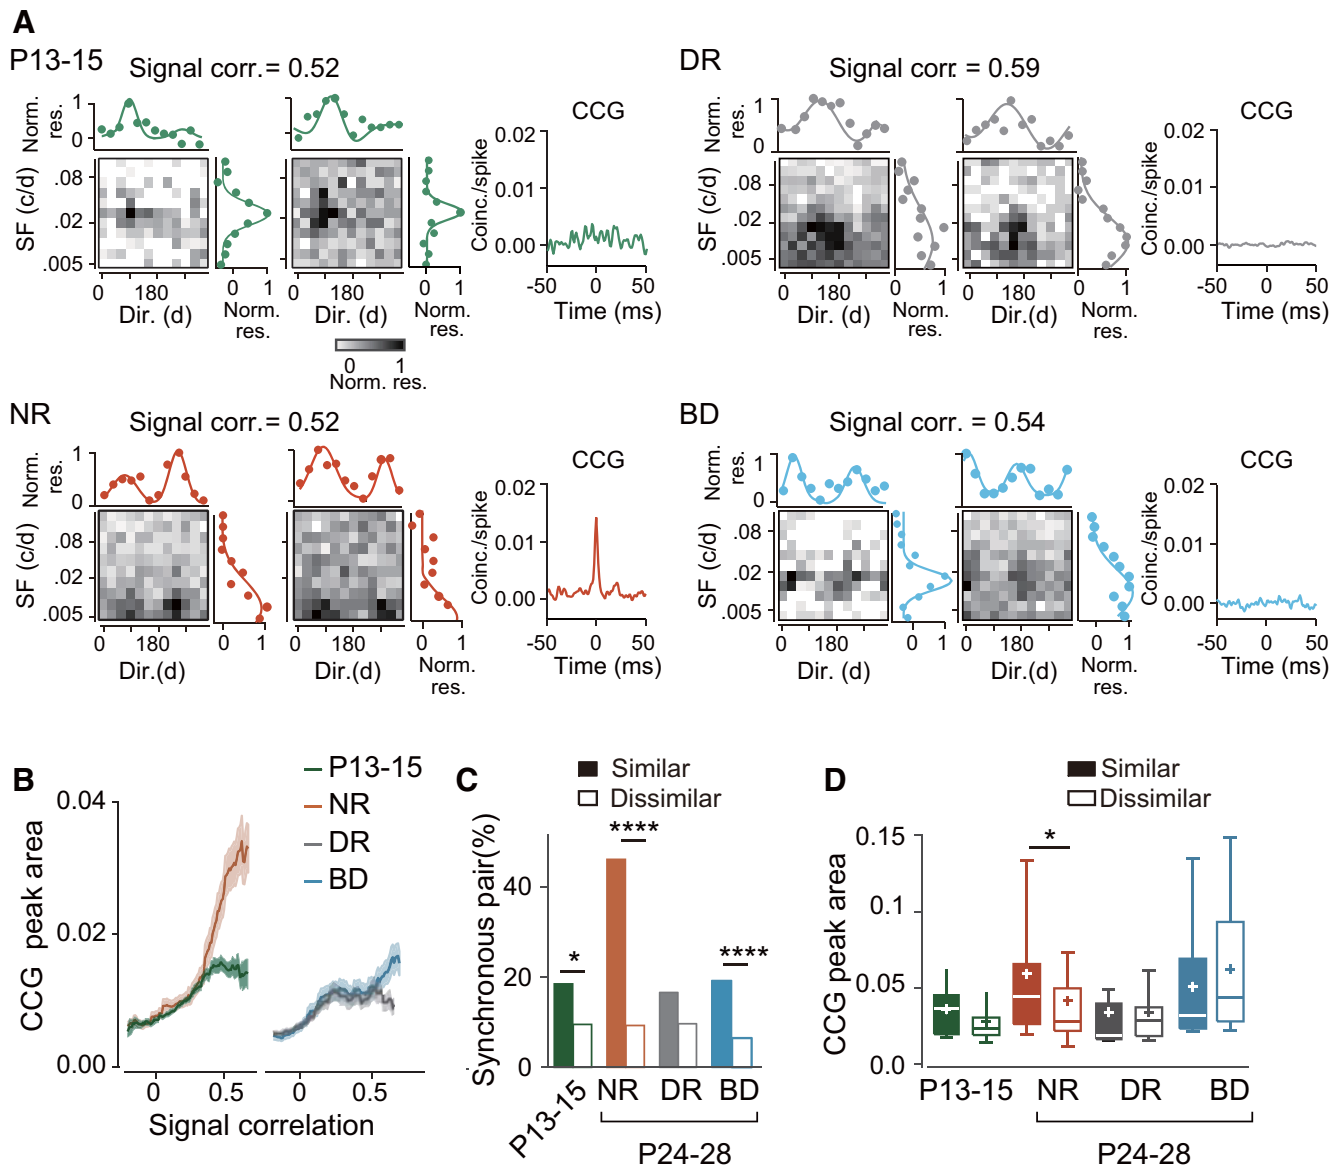 A
P13-15
Signal corr. = 0.52
Norm. res.
1
0
SF (c/d)
.08
.02
.005
0 180
Dir. (d)
0 1
Norm. res.
0 180
Dir. (d)
0 1
Norm. res.
CCG
Coinc./spike
0.02
0.01
0.00
-50 0 50
Time (ms)
0 1
Norm. res.
DR
Signal corr. = 0.59
Norm. res.
1
0
SF (c/d)
.08
.02
.005
0 180
Dir. (d)
0 1
Norm. res.
0 180
Dir. (d)
0 1
Norm. res.
CCG
Coinc./spike
0.02
0.01
0.00
-50 0 50
Time (ms)
NR
Signal corr. = 0.52
Norm. res.
1
0
SF (c/d)
.08
.02
.005
0 180
Dir.(d)
0 1
0 180
Dir.(d)
0 1
Norm. res.
CCG
Coinc./spike
0.02
0.01
0.00
-50 0 50
Time (ms)
BD
Signal corr. = 0.54
Norm. res.
1
0
SF (c/d)
.08
.02
.005
0 180
Dir. (d)
0 1
0 180
Dir. (d)
0 1
Norm. res.
CCG
Coinc./spike
0.02
0.01
0.00
-50 0 50
Time (ms)
B
P13-15
NR
DR
BD
CCG peak area
0.04
0.02
0.00
0 0.5 0 0.5
Signal correlation
C
Similar
Dissimilar
Synchronous pair(%)
40
20
0
* **** ****
P13-15 NR DR BD
P24-28
D
Similar
Dissimilar
CCG peak area
0.15
0.1
0.05
0.0
*
P13-15 NR DR BD
P24-28